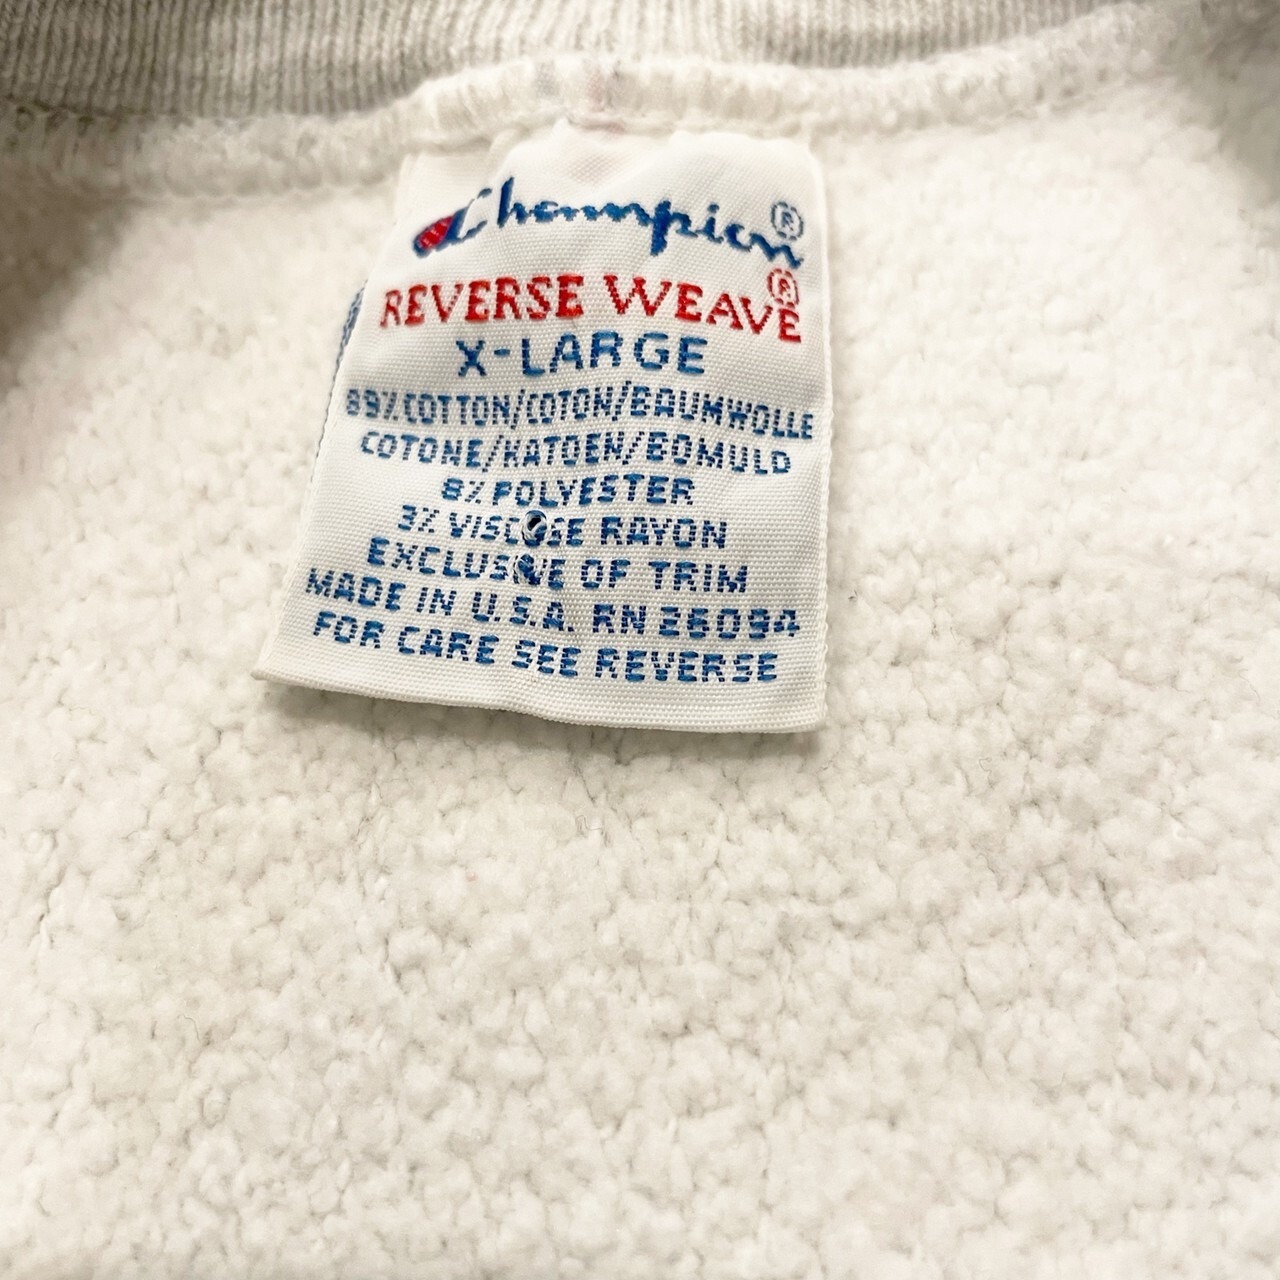 Champion®
REVERSE WEAVE®
X-LARGE
89% COTTON/COTON/BAUMWOLLE
COTONE/KATOEN/BOMULD
8% POLYESTER
3% VISCOSE RAYON
EXCLUSIVE OF TRIM
MADE IN U.S.A. RN 26094
FOR CARE SEE REVERSE